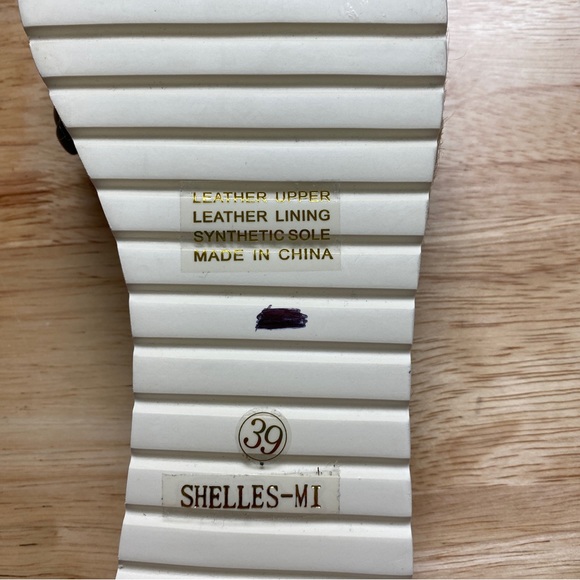 LEATHER UPPER
LEATHER LINING
SYNTHETIC SOLE
MADE IN CHINA
39
SHELLES-MI